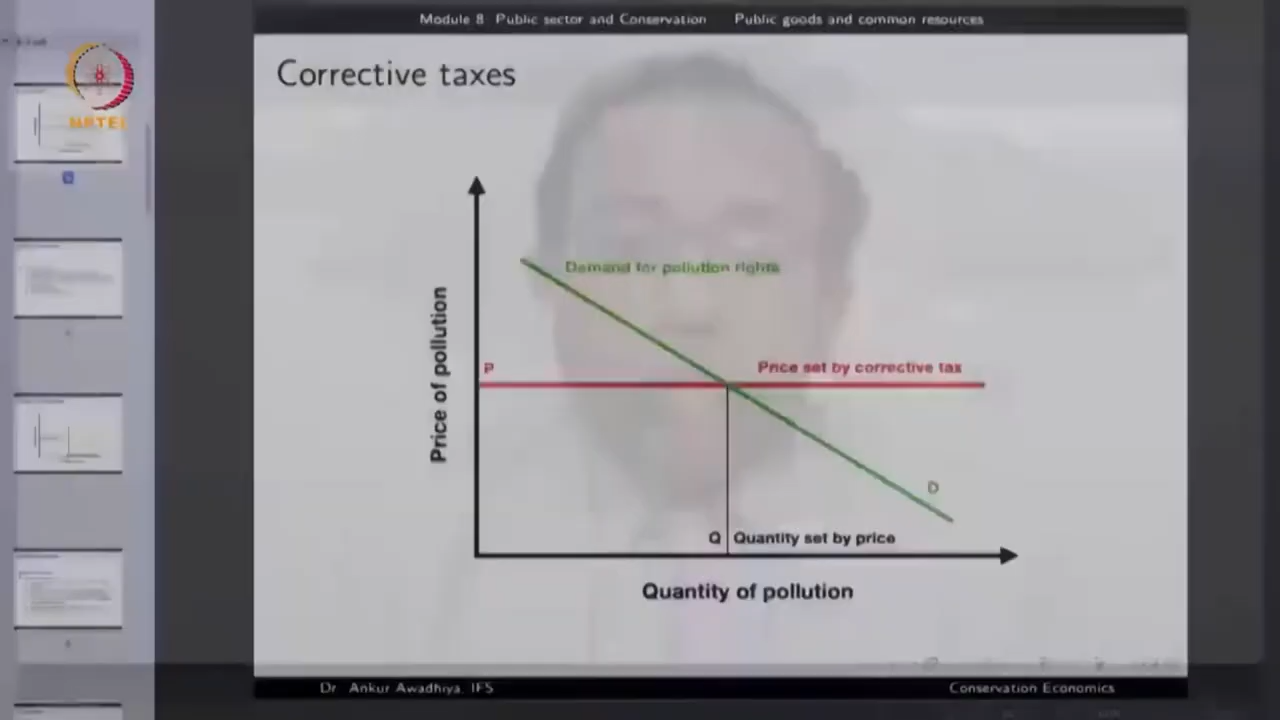 Module 8 Public sector and Conservation Public goods and common resources
NPTEL
Corrective taxes
Demand for pollution rights
P
Price set by corrective tax
Price of pollution
D
Q Quantity set by price
Quantity of pollution
Dr Ankur Awadhiya, IFS Conservation Economics